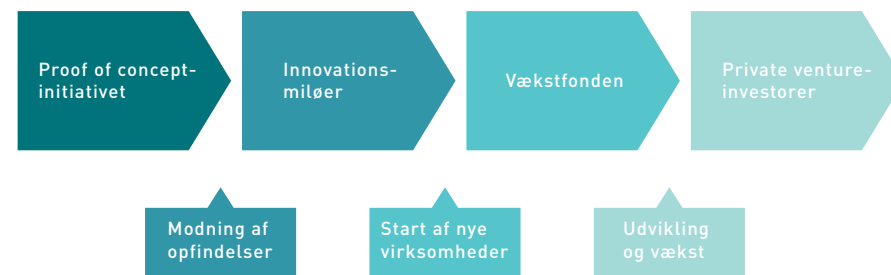 Proof of concept-
initiativet
Innovations-
miløer
Vækstfonden
Private venture-
investorer
Modning af
opfindelser
Start af nye
virksomheder
Udvikling
og vækst